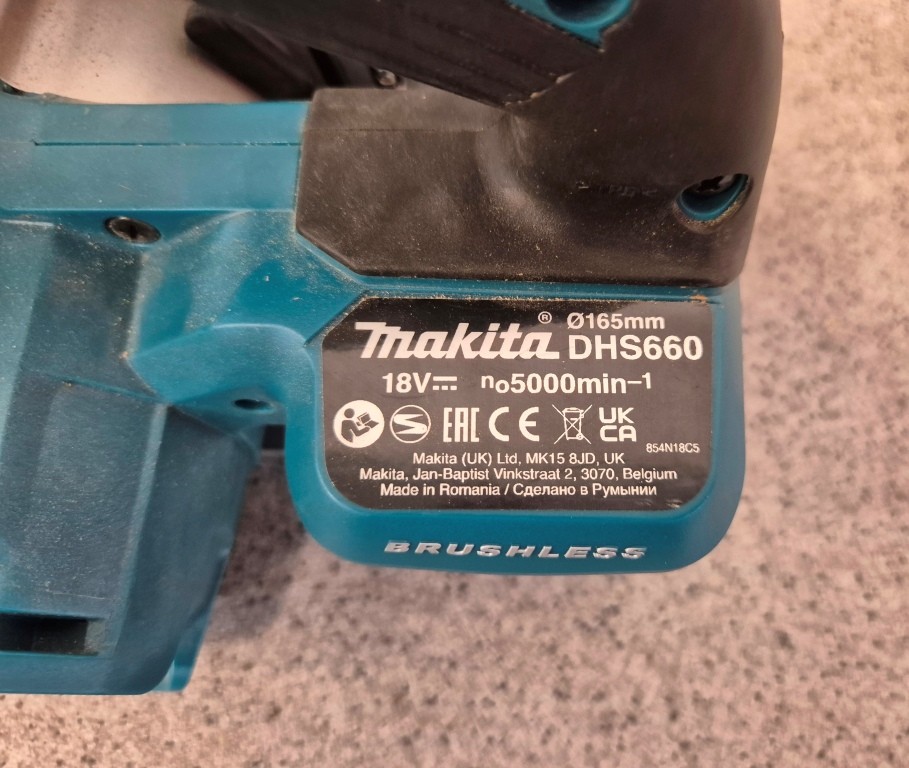 makita® Ø165mm
DHS660
18V⎓ no5000min-1
EAC CE UK CA
854N18C5
Makita (UK) Ltd, MK15 8JD, UK
Makita, Jan-Baptist Vinkstraat 2, 3070, Belgium
Made in Romania / Сделано в Румынии
BRUSHLESS